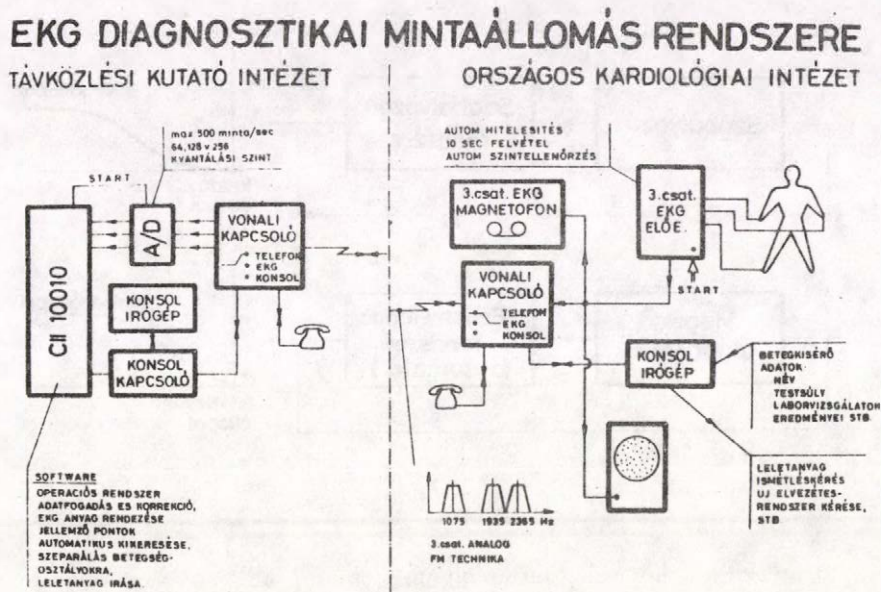 EKG DIAGNOSZTIKAI MINTAÁLLOMÁS RENDSZERE
TÁVKÖZLÉSI KUTATÓ INTÉZET
ORSZÁGOS KARDIOLÓGIAI INTÉZET
max 500 minta/sec
64,128 v 256
KVANTÁLÁSI SZINT
START
CII 10010
A/D
VONALI
KAPCSOLÓ
TELEFON
EKG
KONSOL
KONSOL
IRÓGÉP
KONSOL
KAPCSOLÓ
SOFTWARE
OPERACIÓS RENDSZER
ADATFOGADÁS ES KORREKCIÓ,
EKG ANYAG RENDEZÉSE
JELLEMZŐ PONTOK
AUTOMATIKUS KIKERESÉSE,
SZEPARÁLÁS BETEGSÉG-
OSZTÁLYOKRA,
LELETANYAG IRÁSA.
AUTOM HITELESITÉS
10 SEC FELVÉTEL
AUTOM SZINTELLENŐRZÉS
3.csat. EKG
MAGNETOFON
3.csat.
EKG
ELŐE.
START
VONALI
KAPCSOLÓ
TELEFON
EKG
KONSOL
KONSOL
IRÓGÉP
BETEGKISÉRŐ
ADATOK
NÉV
TESTSÚLY
LABORVIZSGÁLATOK
EREDMÉNYEI STB.
LELETANYAG
ISMÉTLÉSKÉRÉS
UJ ELVEZETÉS-
RENDSZER KÉRÉSE,
STB
1075 1935 2365 Hz
3.csat. ANALOG
FM TECHNIKA